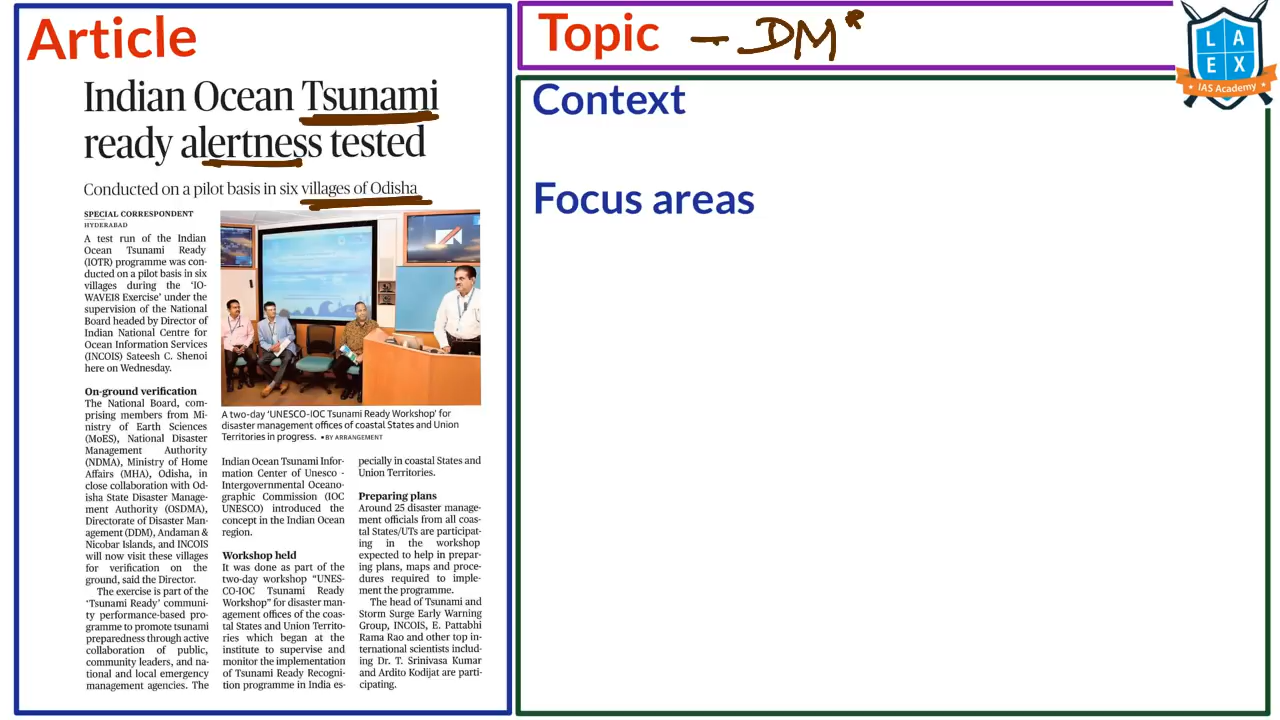 Article
Indian Ocean Tsunami
ready alertness tested
Conducted on a pilot basis in six villages of Odisha
SPECIAL CORRESPONDENT
HYDERABAD
A test run of the Indian
Ocean Tsunami Ready
(IOTR) programme was con-
ducted on a pilot basis in six
villages during the 'IO-
WAVE18 Exercise' under the
supervision of the National
Board headed by Director of
Indian National Centre for
Ocean Information Services
(INCOIS) Sateesh C. Shenoi
here on Wednesday.
On-ground verification
The National Board, com-
prising members from Mi-
nistry of Earth Sciences
(MoES), National Disaster
Management Authority
(NDMA), Ministry of Home
Affairs (MHA), Odisha, in
close collaboration with Od-
isha State Disaster Manage-
ment Authority (OSDMA),
Directorate of Disaster Man-
agement (DDM), Andaman &
Nicobar Islands, and INCOIS
will now visit these villages
for verification on the
ground, said the Director.
The exercise is part of the
'Tsunami Ready' communi-
ty performance-based pro-
gramme to promote tsunami
preparedness through active
collaboration of public,
community leaders, and na-
tional and local emergency
management agencies. The
A two-day 'UNESCO-IOC Tsunami Ready Workshop' for
disaster management offices of coastal States and Union
Territories in progress. ▪BY ARRANGEMENT
Indian Ocean Tsunami Infor-
mation Center of Unesco -
Intergovernmental Oceano-
graphic Commission (IOC
UNESCO) introduced the
concept in the Indian Ocean
region.
Workshop held
It was done as part of the
two-day workshop "UNES-
CO-IOC Tsunami Ready
Workshop" for disaster man-
agement offices of the coas-
tal States and Union Territo-
ries which began at the
institute to supervise and
monitor the implementation
of Tsunami Ready Recogni-
tion programme in India es-
pecially in coastal States and
Union Territories.
Preparing plans
Around 25 disaster manage-
ment officials from all coas-
tal States/UTs are participat-
ing in the workshop
expected to help in prepar-
ing plans, maps and proce-
dures required to imple-
ment the programme.
The head of Tsunami and
Storm Surge Early Warning
Group, INCOIS, E. Pattabhi
Rama Rao and other top in-
ternational scientists includ-
ing Dr. T. Srinivasa Kumar
and Ardito Kodijat are parti-
cipating.
Topic - DM*
Context
Focus areas
L A
E X
IAS Academy